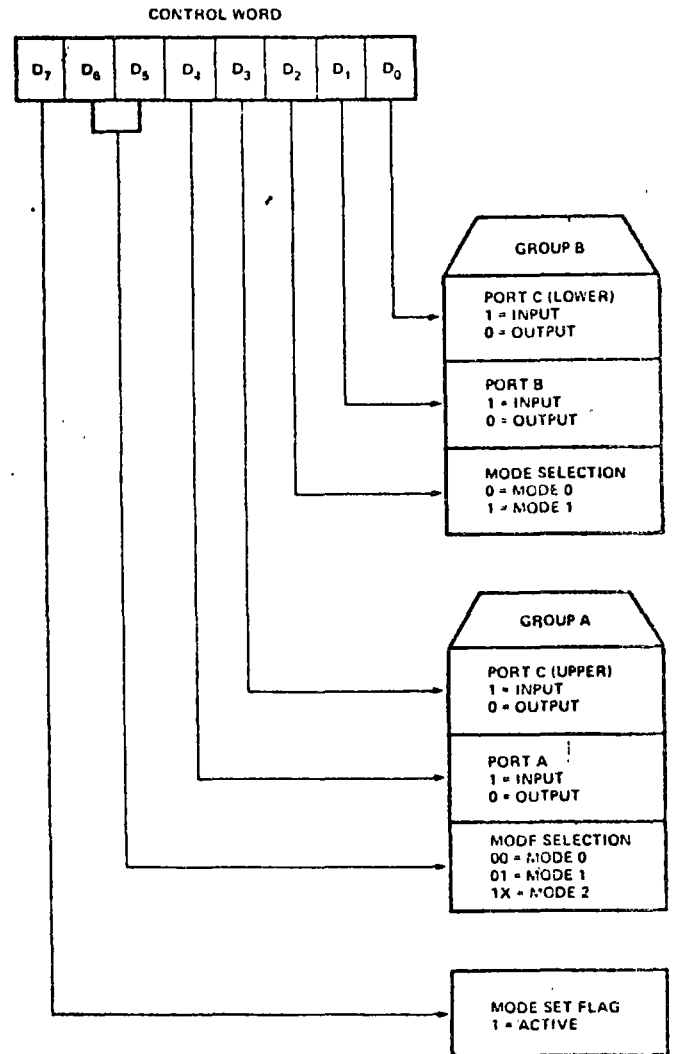 CONTROL WORD
D7 D6 D5 D4 D3 D2 D1 D0
GROUP B
PORT C (LOWER)
1 = INPUT
0 = OUTPUT
PORT B
1 = INPUT
0 = OUTPUT
MODE SELECTION
0 = MODE 0
1 = MODE 1
GROUP A
PORT C (UPPER)
1 = INPUT
0 = OUTPUT
PORT A
1 = INPUT
0 = OUTPUT
MODE SELECTION
00 = MODE 0
01 = MODE 1
1X = MODE 2
MODE SET FLAG
1 = ACTIVE